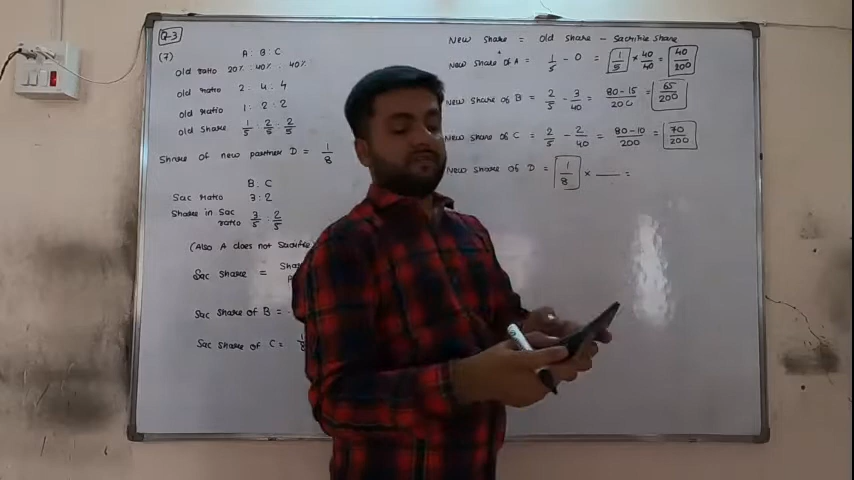 Q-3
(7)
A : B : C
Old ratio 20% : 40% : 40%
Old ratio 2 : 4 : 4
Old ratio 1 : 2 : 2
Old share 1/5 : 2/5 : 2/5
Share of new partner D = 1/8
B : C
Sac ratio 3 : 2
Share in Sac ratio 3/5 : 2/5
(Also A does not Sacrifice
Sac share =
Sac share of B =
Sac share of C =
New Share = Old share - Sacrifice share
New share of A = 1/5 - 0 = 1/5 × 40/40 = 40/200
New share of B = 2/5 - 3/40 = 80-15/200 = 65/200
New share of C = 2/5 - 2/40 = 80-10/200 = 70/200
New share of D = 1/8 × — =